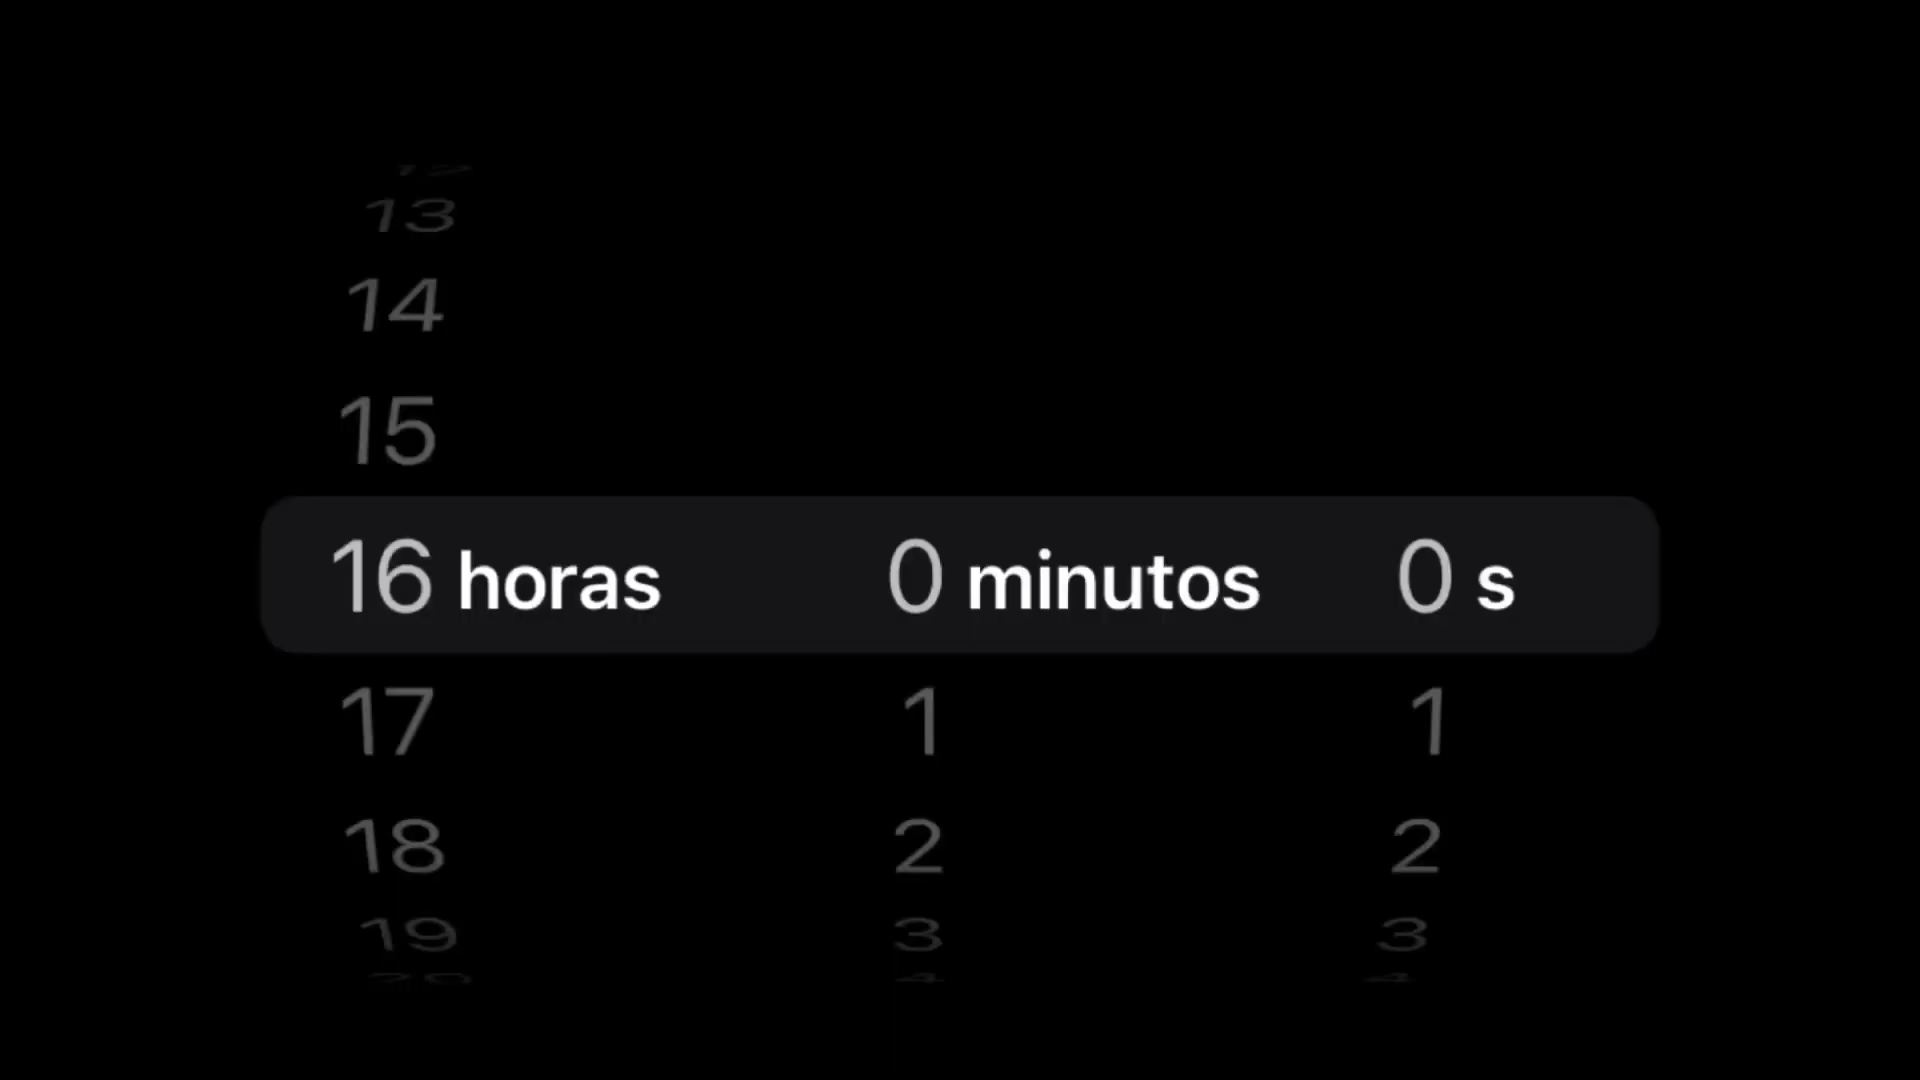 13
14
15
16 horas 0 minutos 0 s
17 1 1
18 2 2
19 3 3